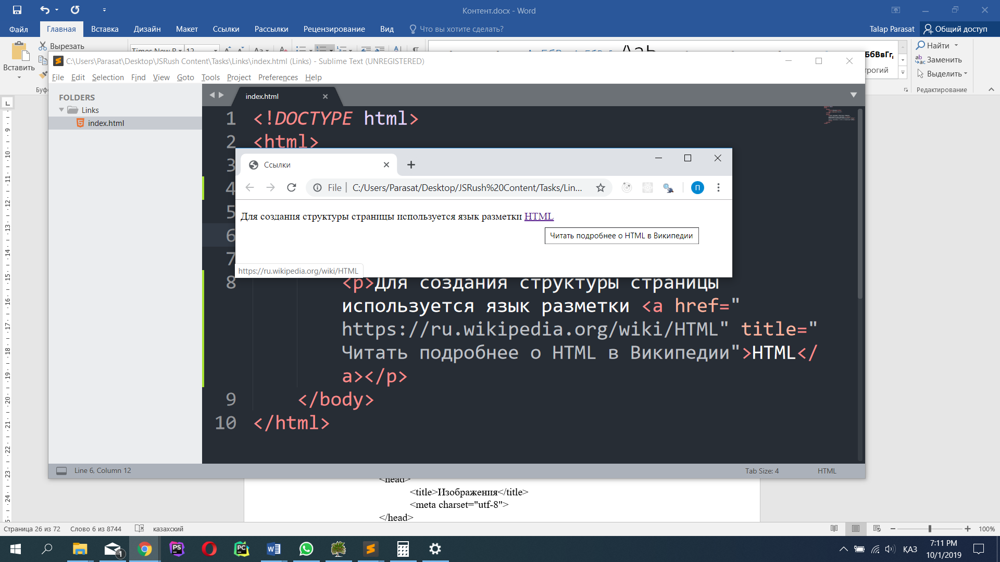 Контент.docx - Word
Файл Главная Вставка Дизайн Макет Ссылки Рассылки Рецензирование Вид Что вы хотите сделать? Talap Parasat Общий доступ
Вырезать
Вставить
Найти
Заменить
Выделить
Редактирование
C:\Users\Parasat\Desktop\JSRush Content\Tasks\Links\index.html (Links) - Sublime Text (UNREGISTERED)
File Edit Selection Find View Goto Tools Project Preferences Help
FOLDERS
Links
index.html
index.html
1 <!DOCTYPE html>
2 <html>
3
4
5
6
7
Ссылки
File C:/Users/Parasat/Desktop/JSRush%20Content/Tasks/Lin...
П
Для создания структуры страницы используется язык разметки HTML
Читать подробнее о HTML в Википедии
https://ru.wikipedia.org/wiki/HTML
8 <p>Для создания структуры страницы
используется язык разметки <a href="
https://ru.wikipedia.org/wiki/HTML" title="
Читать подробнее о HTML в Википедии">HTML</
a></p>
9 </body>
10 </html>
Line 6, Column 12 Tab Size: 4 HTML
<head>
<title>Изображения</title>
<meta charset="utf-8">
</head>
Страница 26 из 72 Слово 6 из 8744 казахский 100%
1
ҚАЗ
7:11 PM
10/1/2019